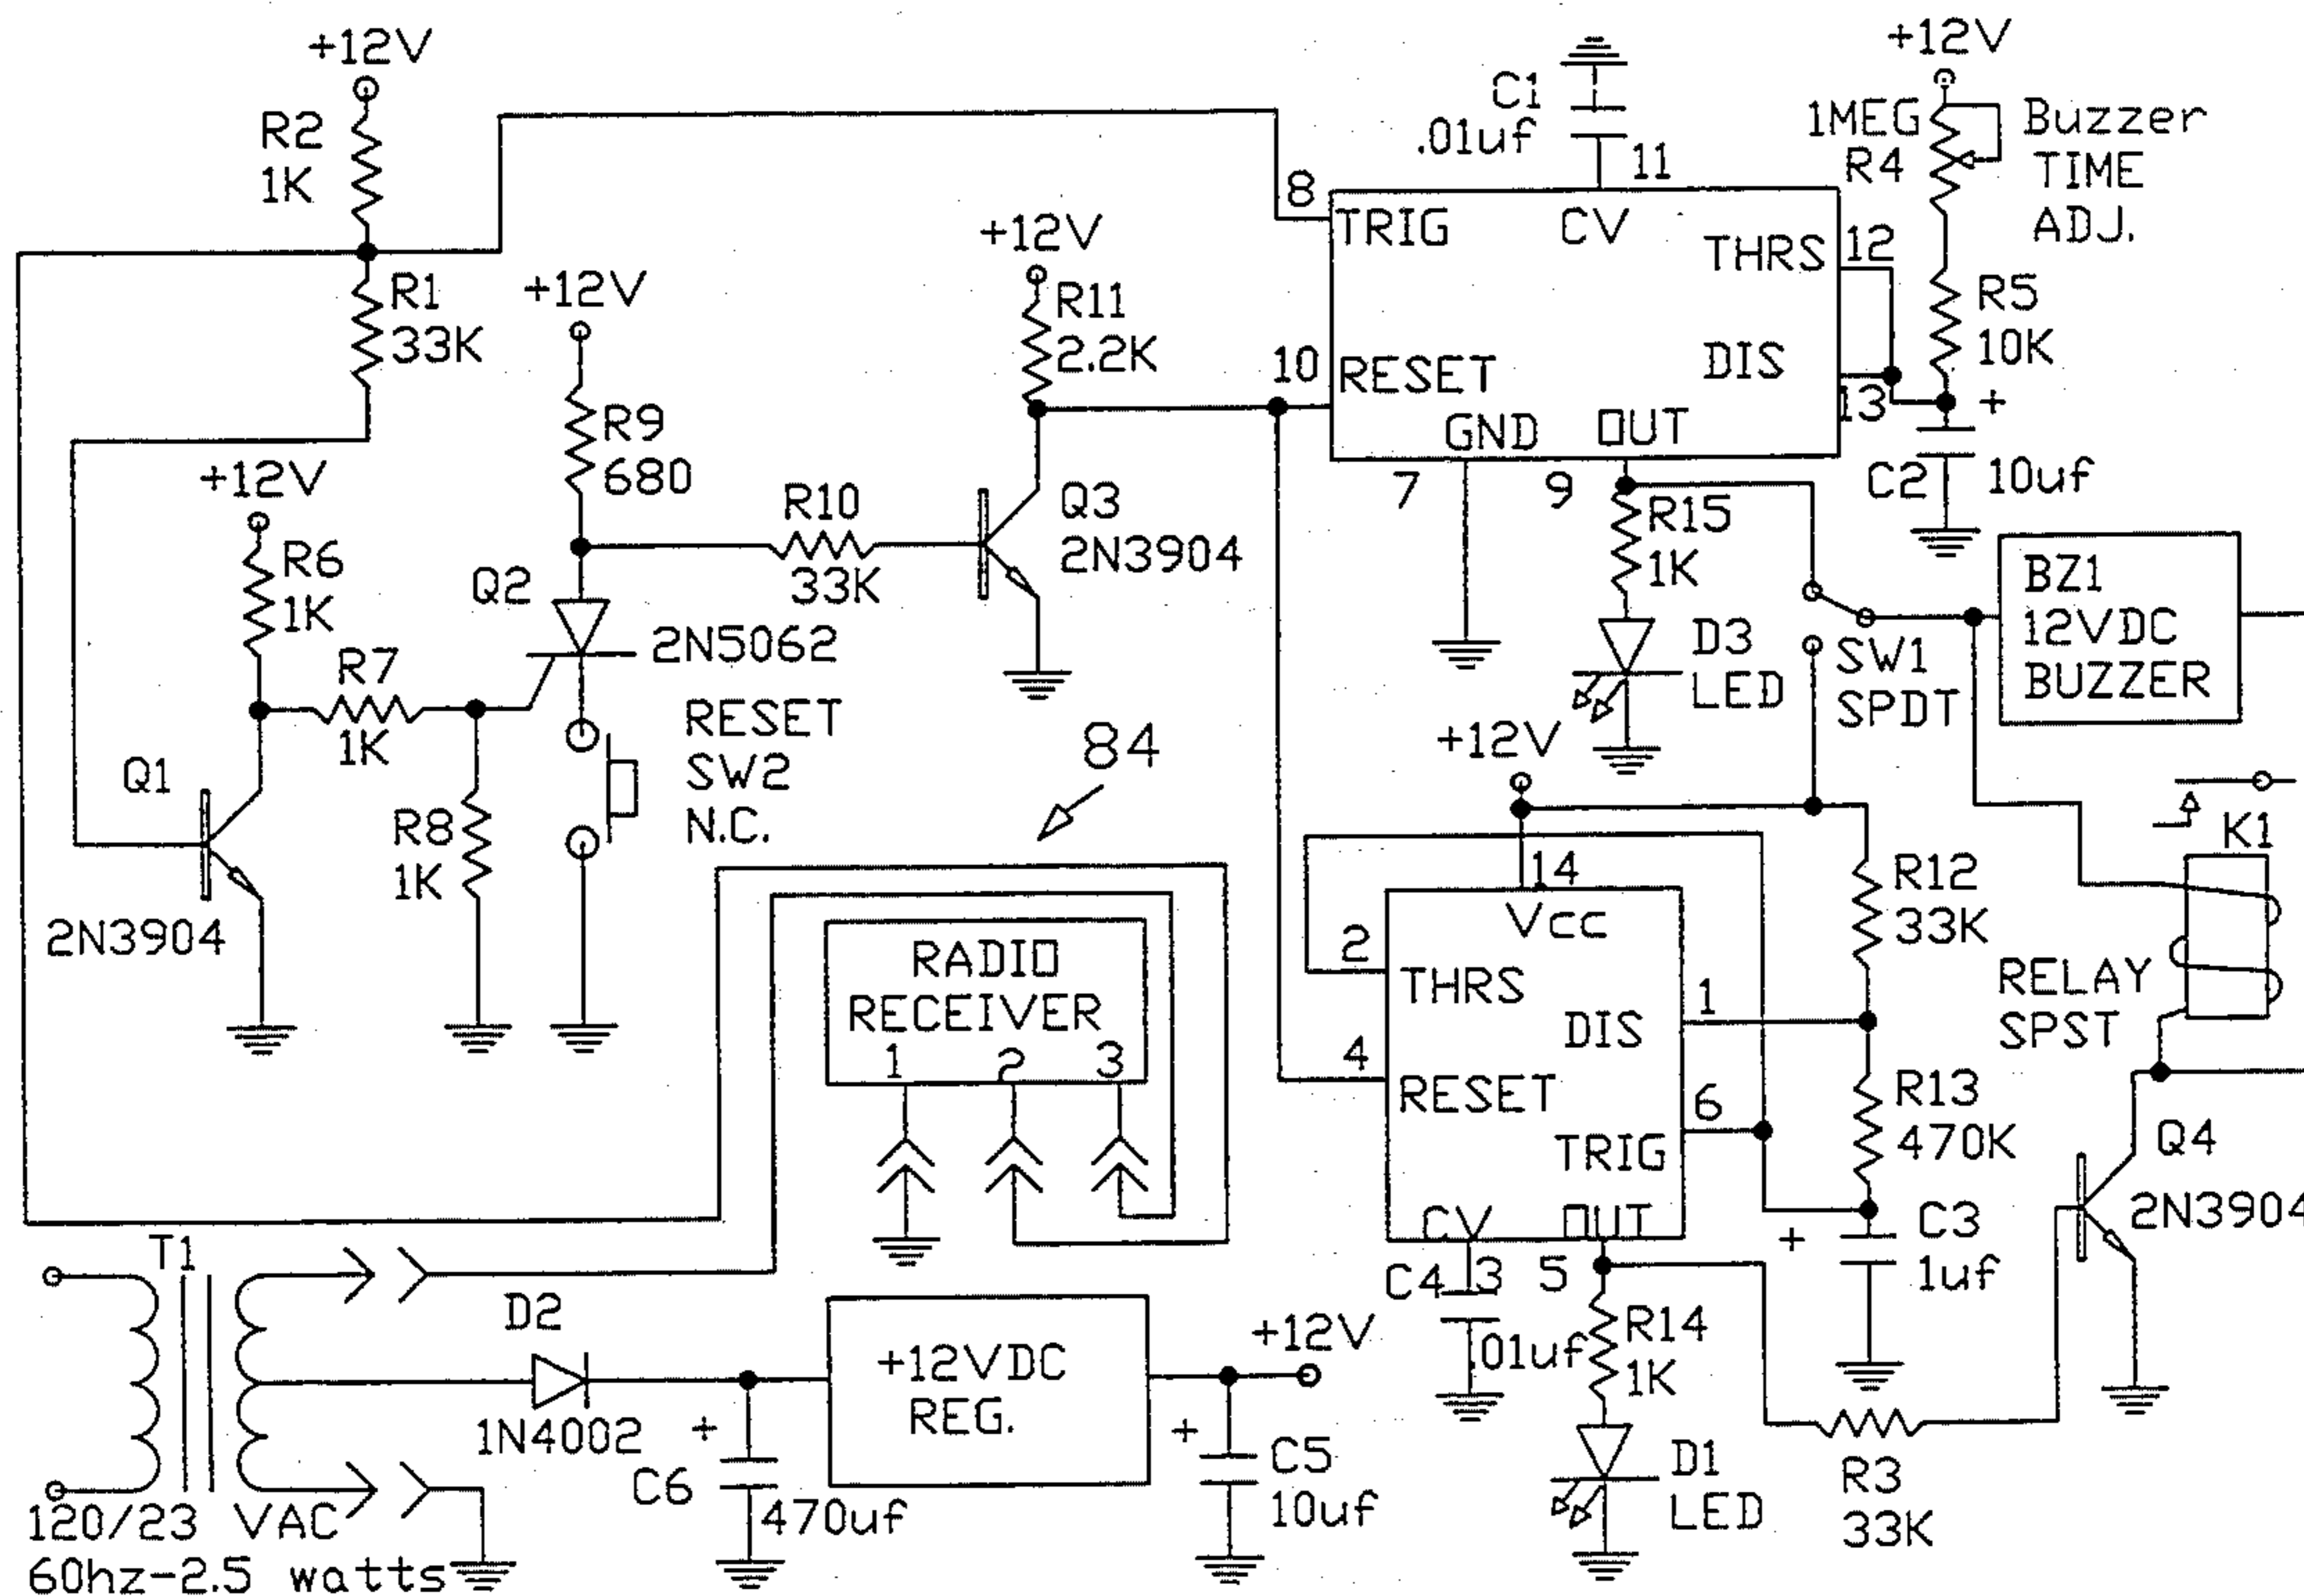 +12V
R2
1K
R1
33K
+12V
R6
1K
R7
1K
Q1
2N3904
R8
1K
+12V
R9
680
Q2
2N5062
RESET
SW2
N.C.
R10
33K
+12V
R11
2.2K
Q3
2N3904
84
C1
.01uf
11
8
TRIG
CV
THRS
12
10
RESET
DIS
13
GND
OUT
7
9
+12V
1MEG
R4
Buzzer
TIME
ADJ.
R5
10K
+
C2
10uf
R15
1K
D3
LED
SW1
SPDT
BZ1
12VDC
BUZZER
+12V
14
Vcc
2
THRS
1
DIS
4
RESET
6
TRIG
CV
OUT
3
5
C4
.01uf
R12
33K
R13
470K
+
C3
1uf
R14
1K
D1
LED
R3
33K
K1
RELAY
SPST
Q4
2N3904
RADIO
RECEIVER
1
2
3
T1
120/23 VAC
60hz-2.5 watts
D2
1N4002
+
C6
470uf
+12VDC
REG.
+12V
+
C5
10uf